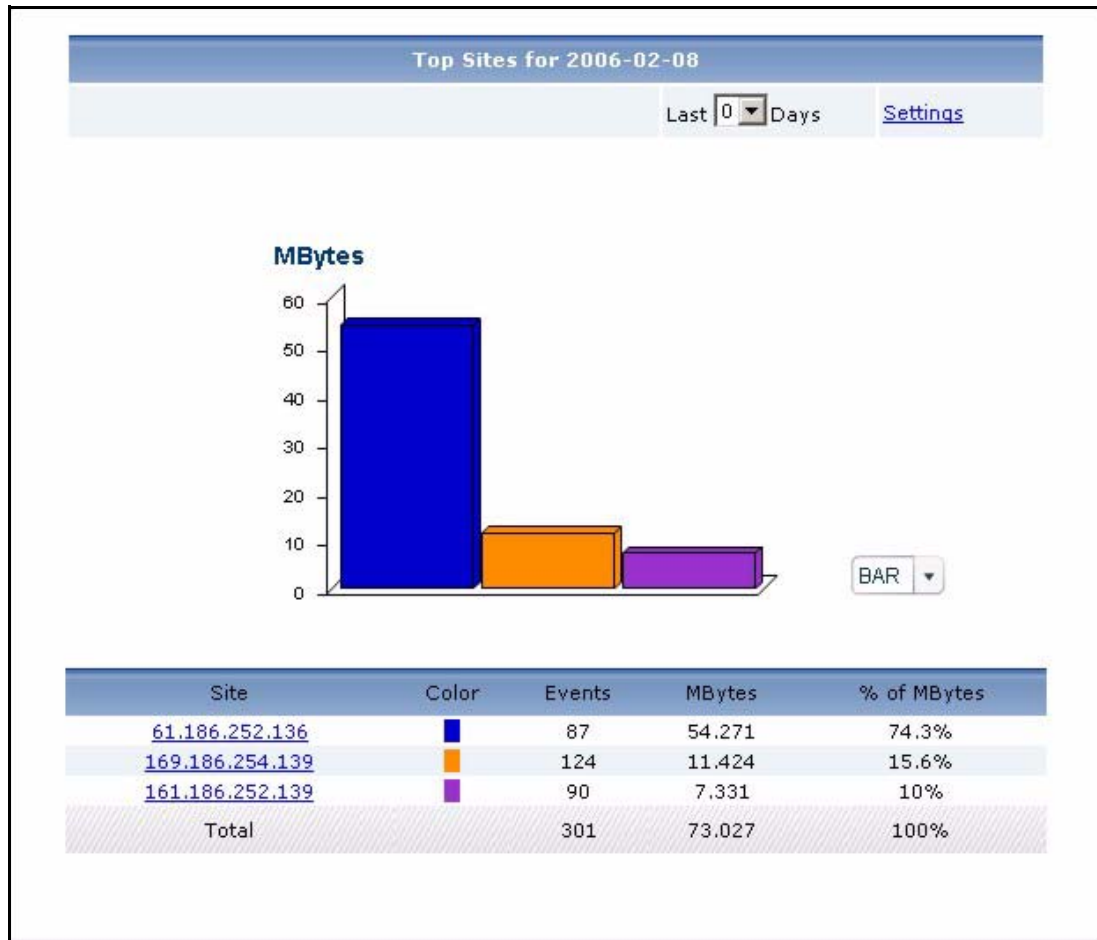 Top Sites for 2006-02-08
Last 0 Days Settings
MBytes
60
50
40
30
20
10
0
BAR
Site Color Events MBytes % of MBytes
61.186.252.136 87 54.271 74.3%
169.186.254.139 124 11.424 15.6%
161.186.252.139 90 7.331 10%
Total 301 73.027 100%